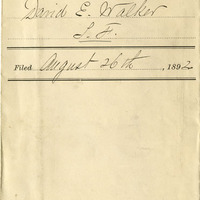 David E. Walker
S. F.
Filed August 26th, 1892